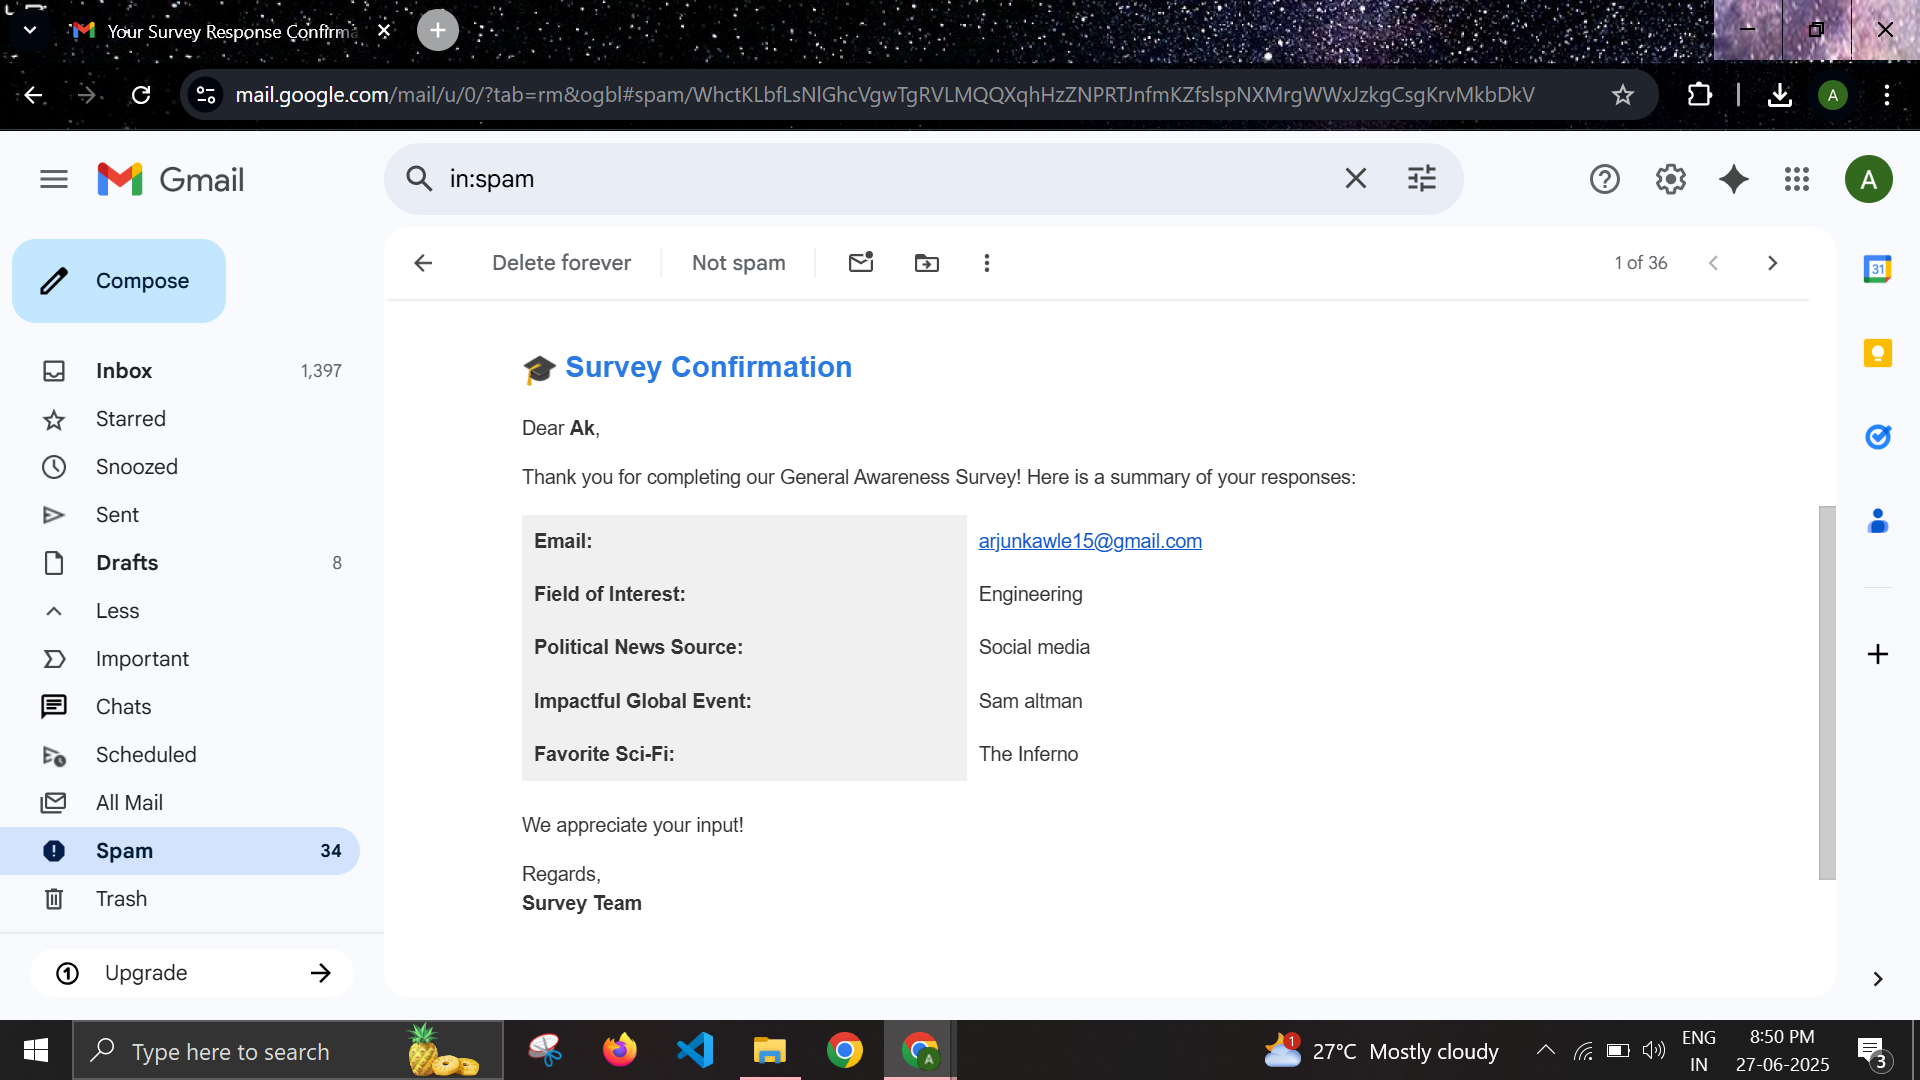 Your Survey Response Confirma
mail.google.com/mail/u/0/?tab=rm&ogbl#spam/WhctKLbfLsNlGhcVgwTgRVLMQQXqhHzZNPRTJnfmKZfslspNXMrgWWxJzkgCsgKrvMkbDkV
A
Gmail
in:spam
A
Compose
Delete forever
Not spam
1 of 36
31
Inbox 1,397
Starred
Snoozed
Sent
Drafts 8
Less
Important
Chats
Scheduled
All Mail
Spam 34
Trash
Upgrade
🎓 Survey Confirmation
Dear Ak,
Thank you for completing our General Awareness Survey! Here is a summary of your responses:
Email: arjunkawle15@gmail.com
Field of Interest: Engineering
Political News Source: Social media
Impactful Global Event: Sam altman
Favorite Sci-Fi: The Inferno
We appreciate your input!
Regards,
Survey Team
Type here to search
A
1
27°C Mostly cloudy
ENG
IN
8:50 PM
27-06-2025
3